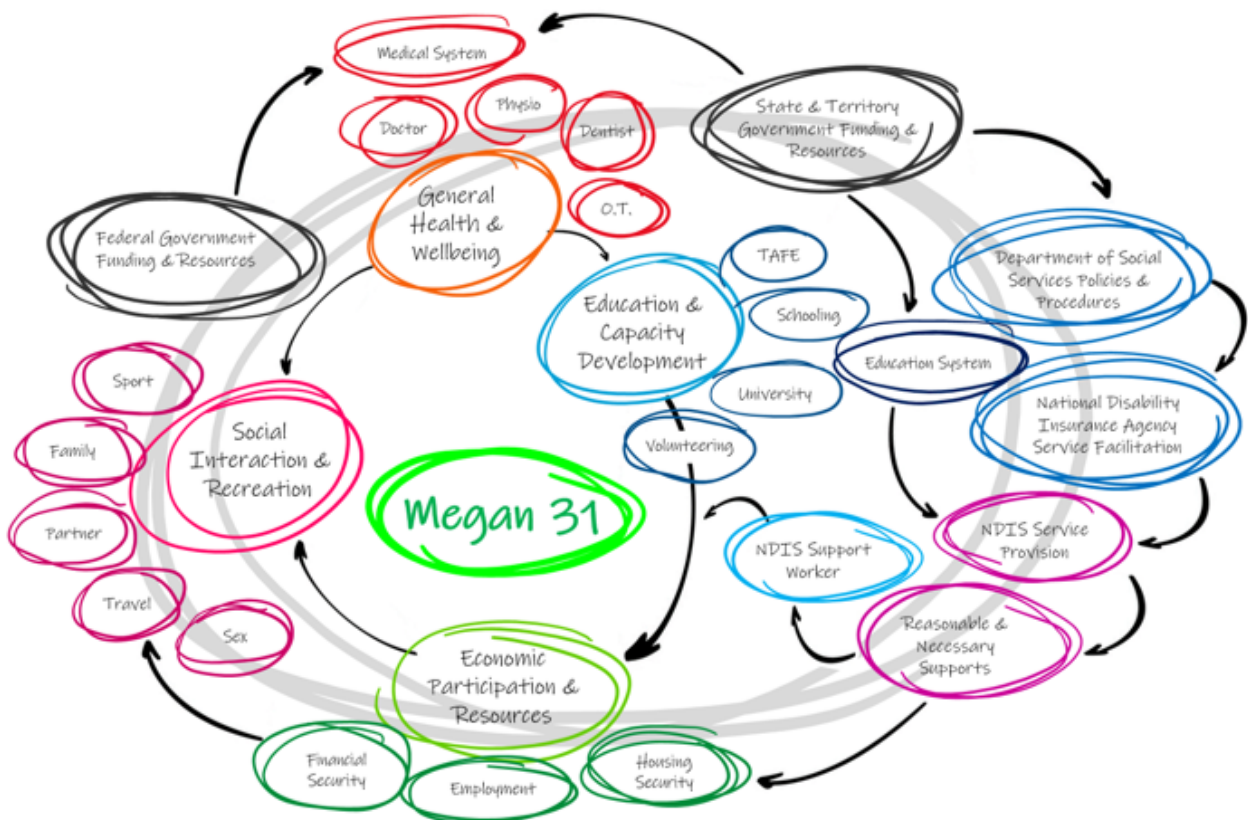 Medical System
Physio
Doctor
Dentist
State & Territory
Government Funding &
Resources
General
Health &
Wellbeing
O.T.
Federal Government
Funding & Resources
TAFE
Department of Social
Services Policies &
Procedures
Education &
Capacity
Development
Schooling
Education System
Sport
University
National Disability
Insurance Agency
Service Facilitation
Social
Interaction &
Recreation
Family
Volunteering
Megan 31
Partner
NDIS Support
Worker
NDIS Service
Provision
Travel
Sex
Reasonable &
Necessary
Supports
Economic
Participation &
Resources
Financial
Security
Employment
Housing
Security